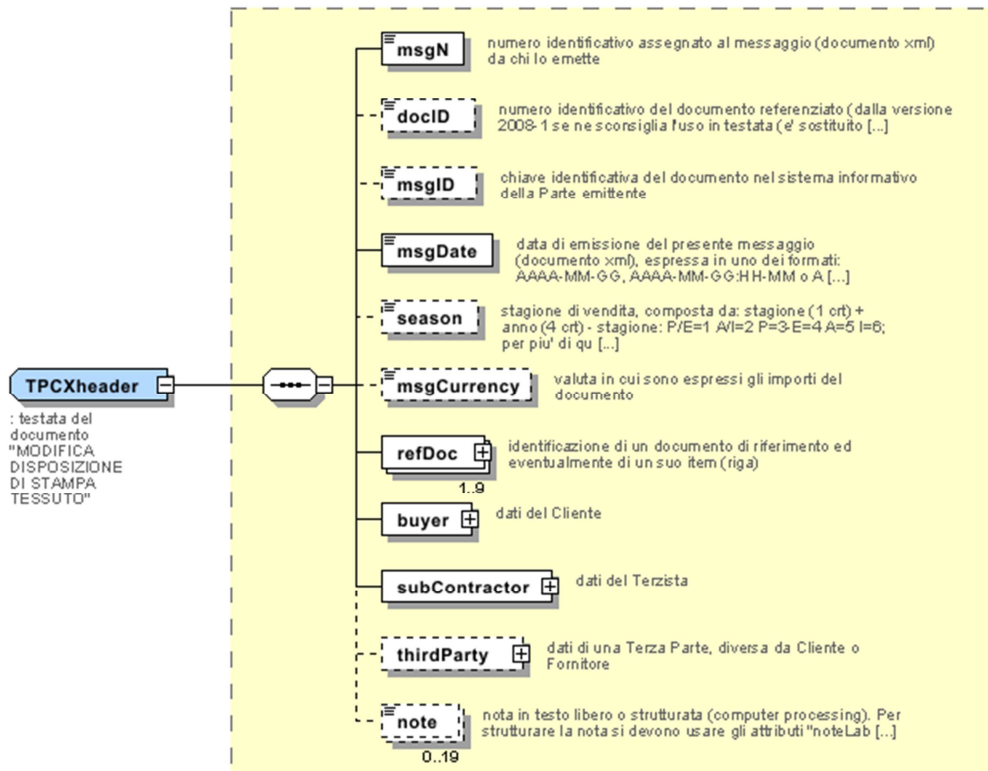 msgN
numero identificativo assegnato al messaggio (documento xml)
da chi lo emette
docID
numero identificativo del documento referenziato (dalla versione
2008-1 se ne sconsiglia l'uso in testata (e' sostituito [...]
msgID
chiave identificativa del documento nel sistema informativo
della Parte emittente
msgDate
data di emissione del presente messaggio
(documento xml), espressa in uno dei formati:
AAAA-MM-GG, AAAA-MM-GG:HH-MM o A [...]
season
stagione di vendita, composta da: stagione (1 crt) +
anno (4 crt) - stagione: P/E=1 A/I=2 P=3-E=4 A=5 I=6;
per piu' di qu [...]
TPCXheader
: testata del
documento
"MODIFICA
DISPOSIZIONE
DI STAMPA
TESSUTO"
msgCurrency
valuta in cui sono espressi gli importi del
documento
refDoc
1..9
identificazione di un documento di riferimento ed
eventualmente di un suo item (riga)
buyer
dati del Cliente
subContractor
dati del Terzista
thirdParty
dati di una Terza Parte, diversa da Cliente o
Fornitore
note
0..19
nota in testo libero o strutturata (computer processing). Per
strutturare la nota si devono usare gli attributi "noteLab [...]